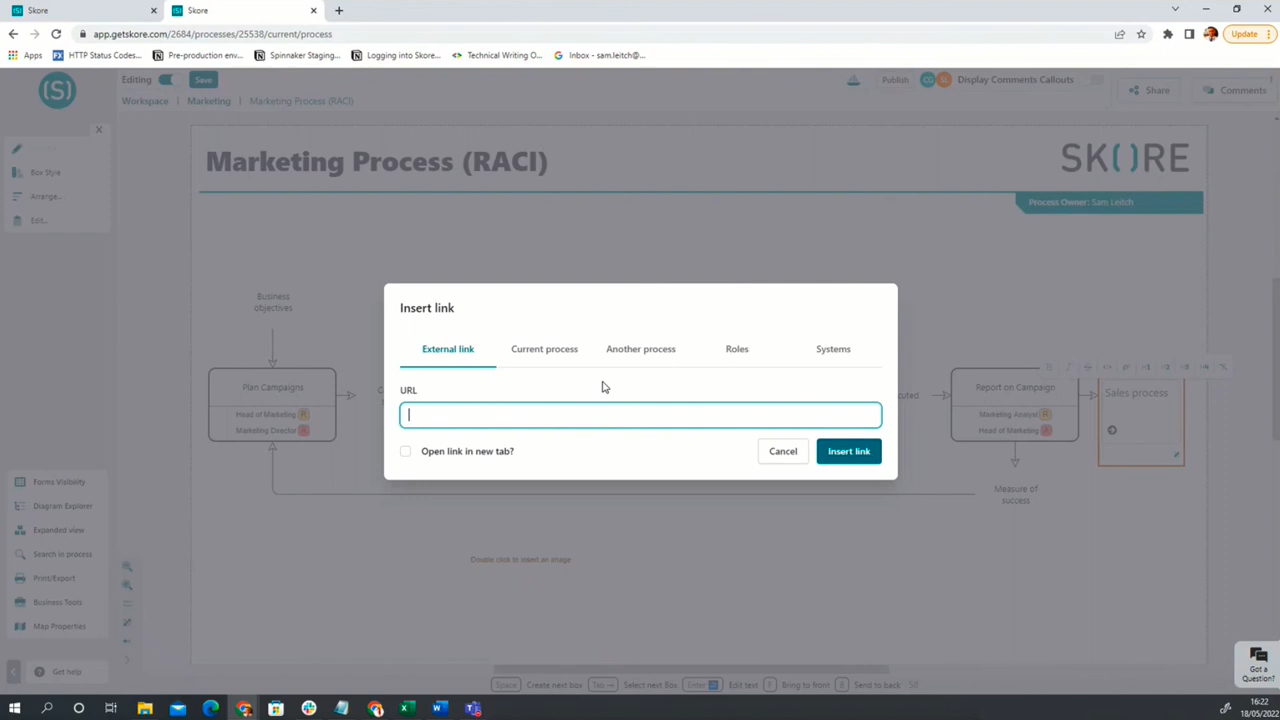 Skore
Skore
app.getskore.com/2684/processes/25538/current/process
Update
Apps
HTTP Status Codes...
Pre-production env...
Spinnaker Staging...
Logging into Skore...
Technical Writing O...
Inbox - sam.leitch@...
Editing
Save
Publish
CG
SL
Display Comments Callouts
Share
Comments
Workspace
Marketing
Marketing Process (RACI)
Box Style
Arrange...
Edit...
Marketing Process (RACI)
SK()RE
Process Owner: Sam Leitch
Business
objectives
Plan Campaigns
Head of Marketing R
Marketing Director A
Insert link
External link
Current process
Another process
Roles
Systems
URL
Open link in new tab?
Cancel
Insert link
Report on Campaign
Marketing Analyst R
Head of Marketing A
Sales process
Measure of
success
Double click to insert an image
Forms Visibility
Diagram Explorer
Expanded view
Search in process
Print/Export
Business Tools
Map Properties
Get help
Space Create next box Tab Select next Box Enter Edit text F Bring to front B Send to back
Got a
Question?
16:22
18/05/2022